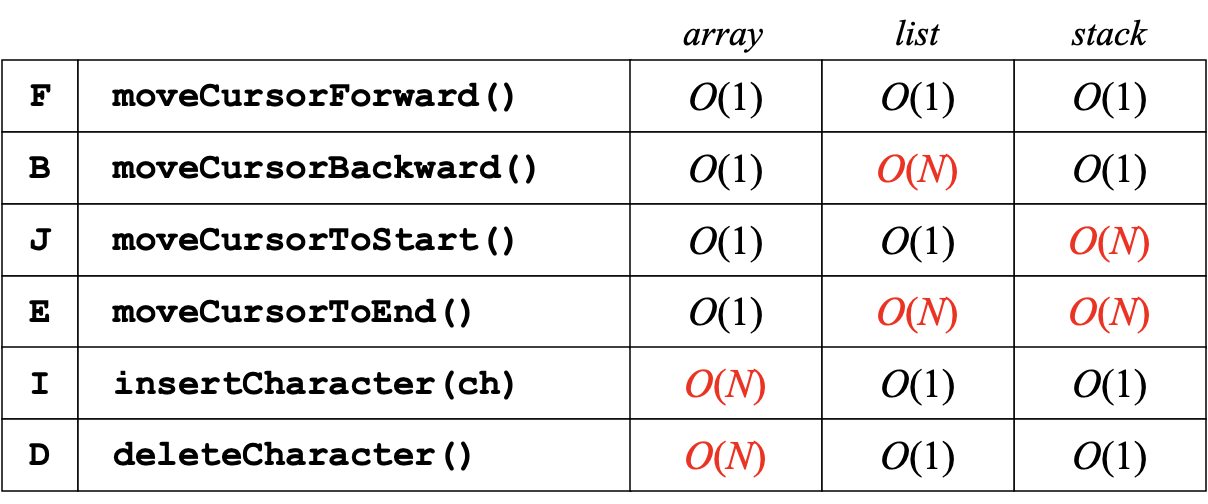 array list stack
F moveCursorForward() O(1) O(1) O(1)
B moveCursorBackward() O(1) O(N) O(1)
J moveCursorToStart() O(1) O(1) O(N)
E moveCursorToEnd() O(1) O(N) O(N)
I insertCharacter(ch) O(N) O(1) O(1)
D deleteCharacter() O(N) O(1) O(1)